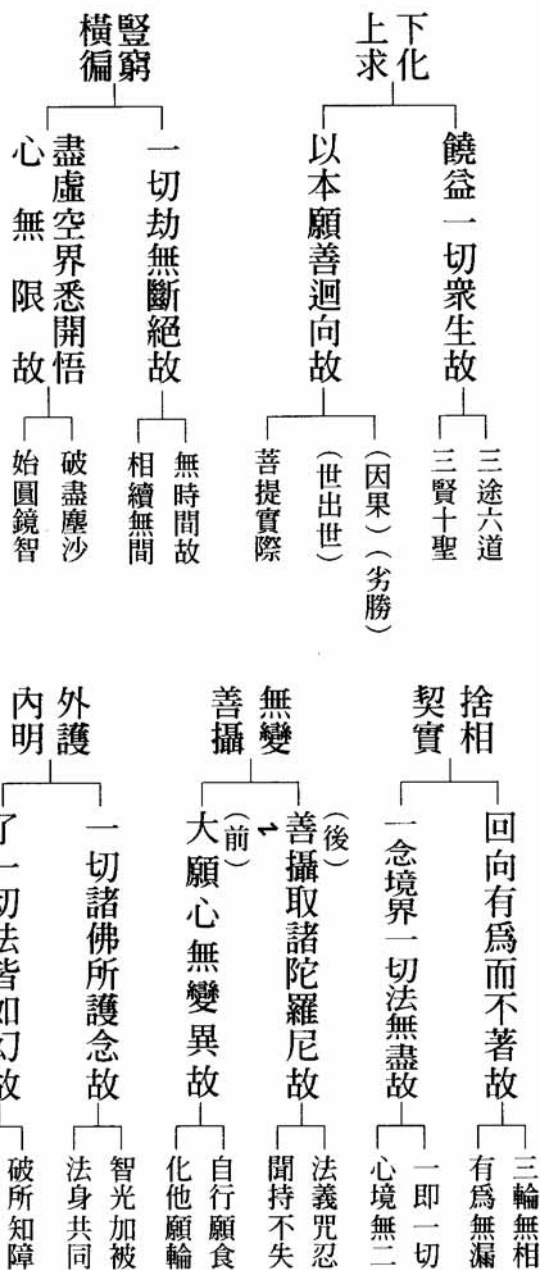 下化
上求
饒益一切衆生故
三途六道
三賢十聖
以本願善迴向故
（因果）（劣勝）
（世出世）
菩提實際
豎窮
橫徧
一切劫無斷絕故
無時間故
相續無間
盡虛空界悉開悟
心無限故
破盡塵沙
始圓鏡智
捨相
契實
回向有爲而不著故
三輪無相
有爲無漏
一念境界一切法無盡故
一即一切
心境無二
無變
善攝
（後）
善攝取諸陀羅尼故
法義咒忍
聞持不失
（前）
大願心無變異故
自行願食
化他願輪
外護
內明
一切諸佛所護念故
智光加被
法身共同
了一切法皆如幻故
破所知障